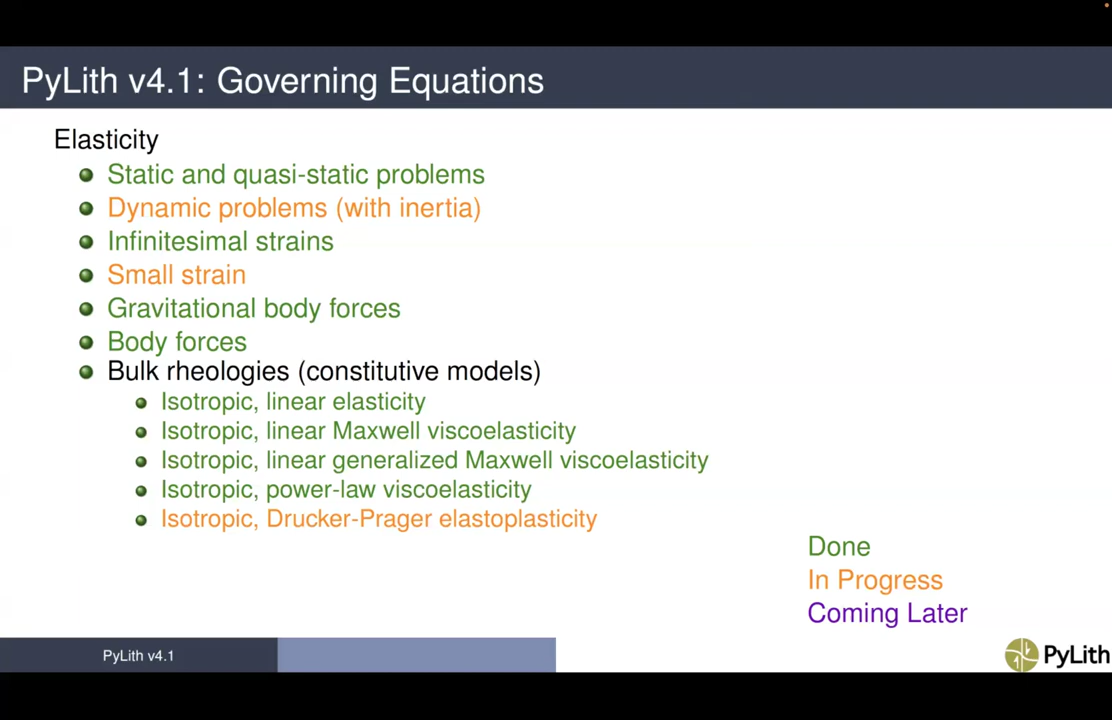 PyLith v4.1: Governing Equations
Elasticity
Static and quasi-static problems
Dynamic problems (with inertia)
Infinitesimal strains
Small strain
Gravitational body forces
Body forces
Bulk rheologies (constitutive models)
Isotropic, linear elasticity
Isotropic, linear Maxwell viscoelasticity
Isotropic, linear generalized Maxwell viscoelasticity
Isotropic, power-law viscoelasticity
Isotropic, Drucker-Prager elastoplasticity
Done
In Progress
Coming Later
PyLith v4.1
PyLith